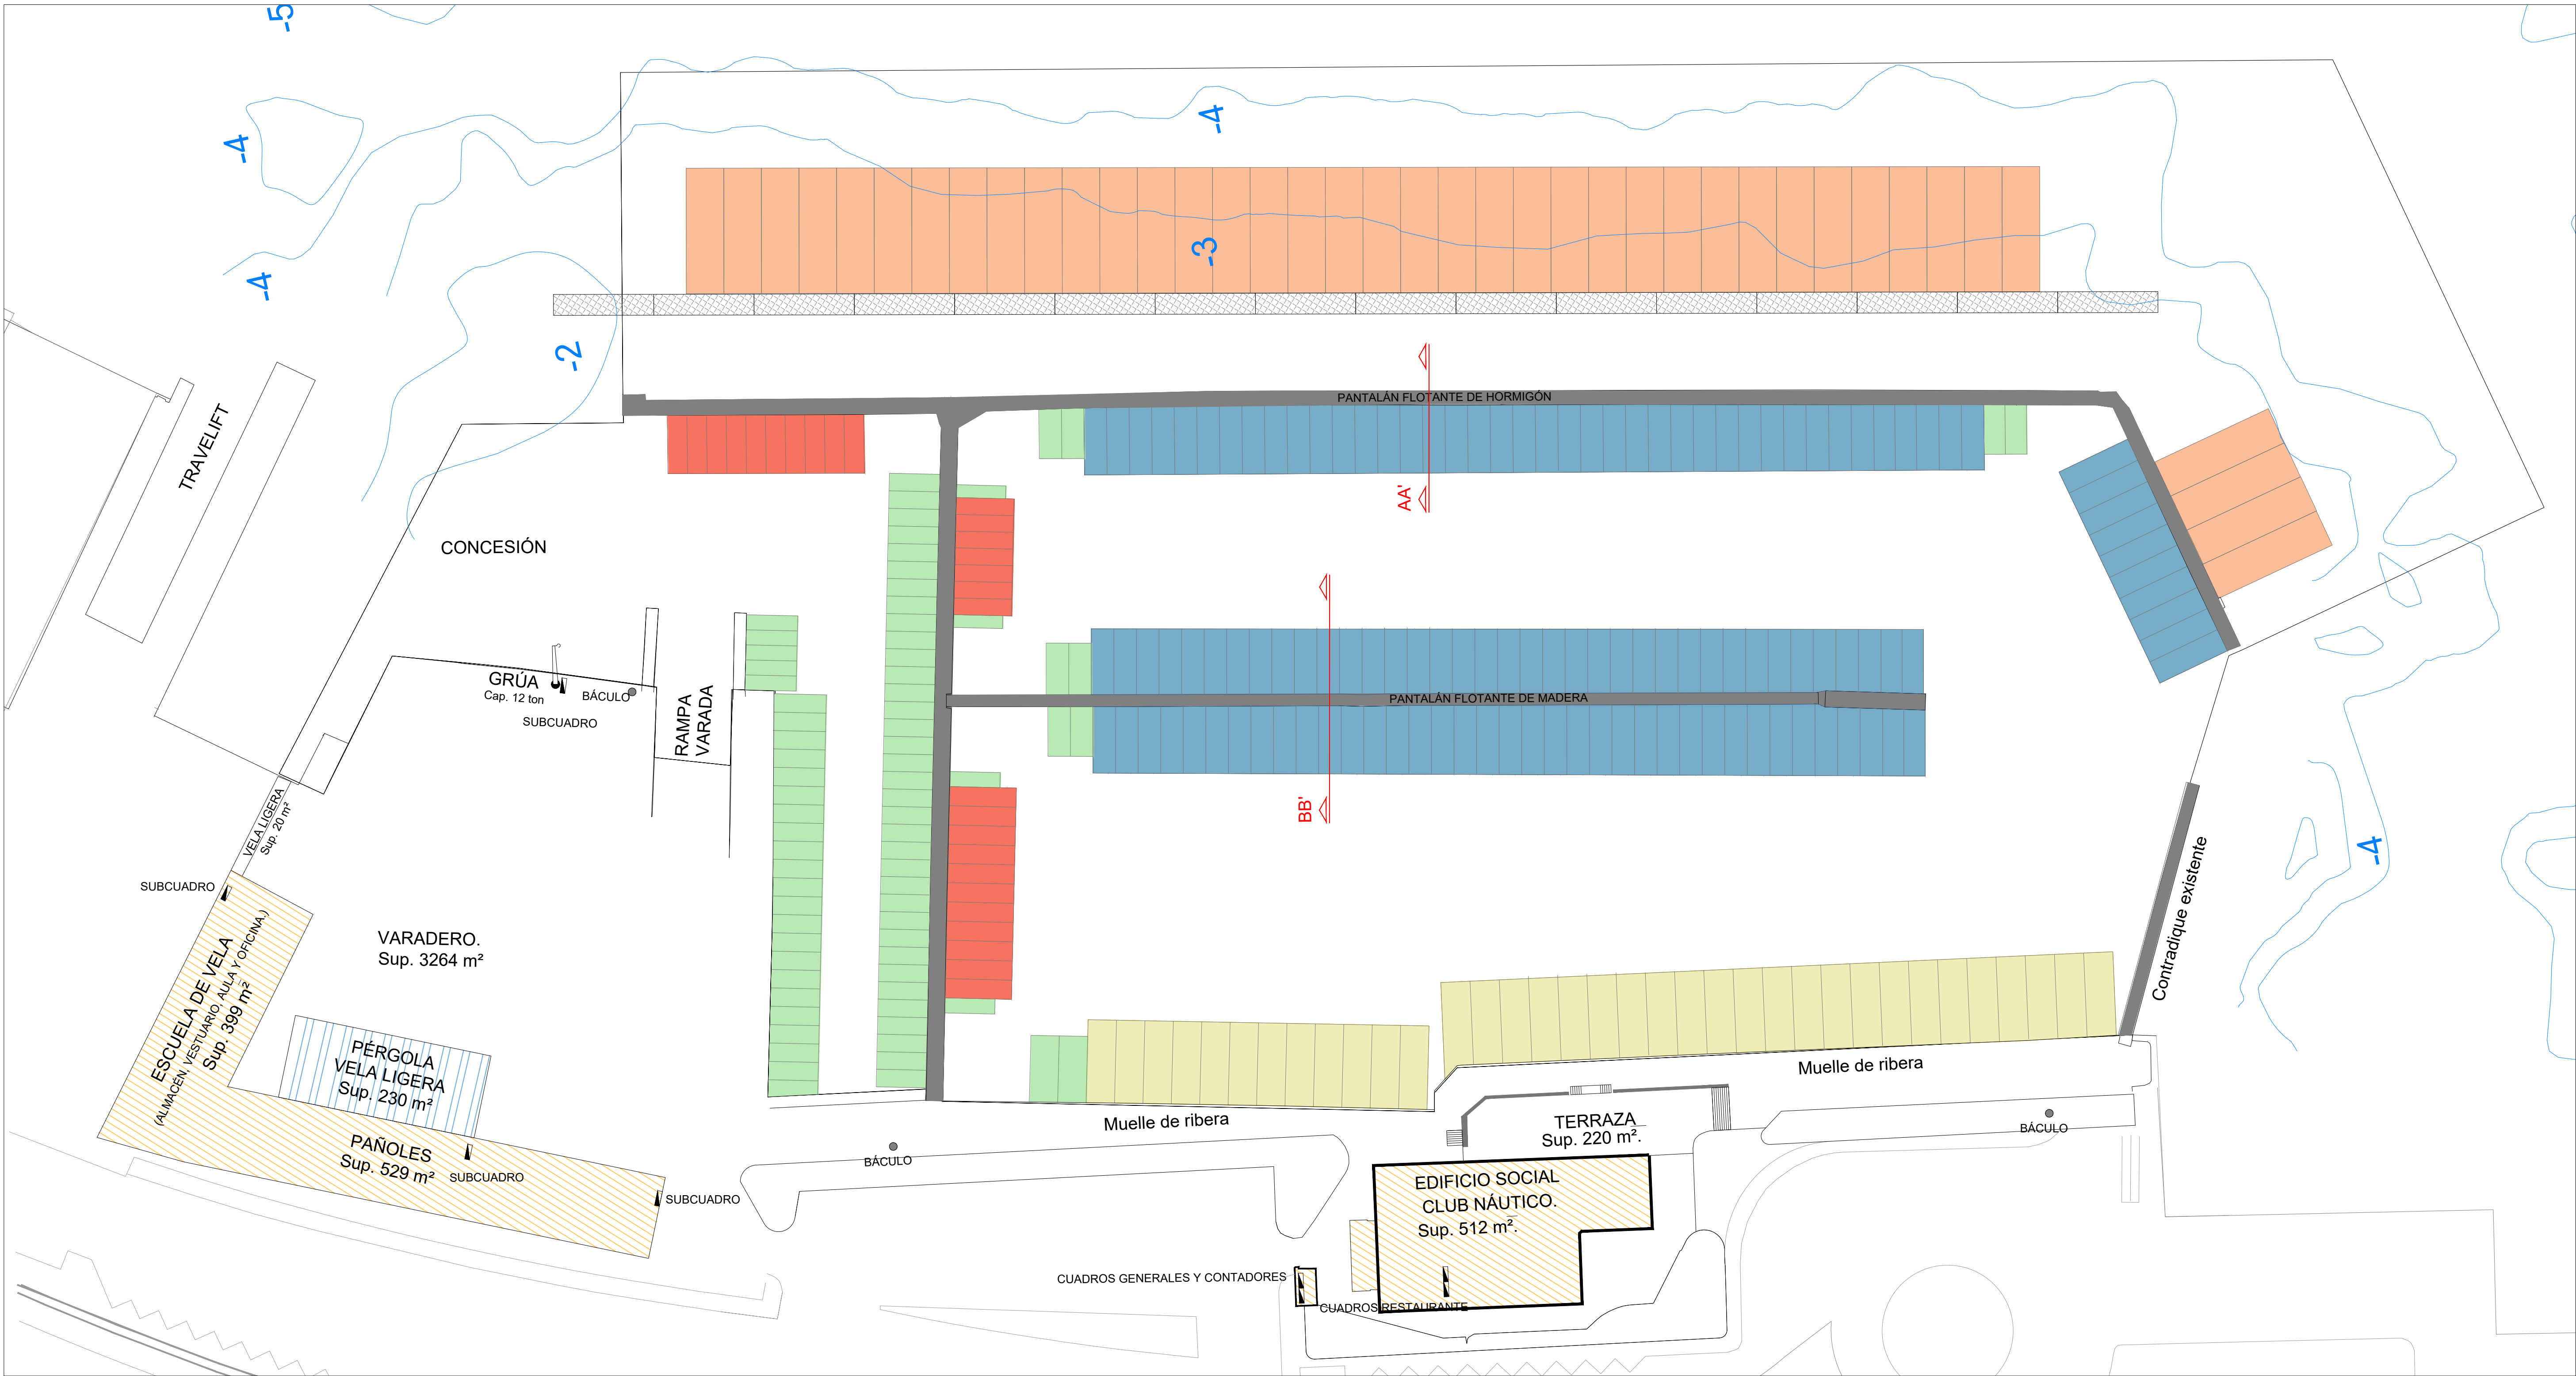 -5
-4
-4
-4
-3
-2
TRAVELIFT
PANTALÁN FLOTANTE DE HORMIGÓN
AA'
CONCESIÓN
GRÚA
Cap. 12 ton
BÁCULO
SUBCUADRO
RAMPA
VARADA
PANTALÁN FLOTANTE DE MADERA
BB'
VELA LIGERA
Sup. 20 m²
SUBCUADRO
-4
Contradique existente
VARADERO.
Sup. 3264 m²
ESCUELA DE VELA
(ALMACÉN, VESTUARIO, AULA Y OFICINA.)
Sup. 399 m²
PÉRGOLA
VELA LIGERA
Sup. 230 m²
PAÑOLES
Sup. 529 m²
SUBCUADRO
SUBCUADRO
Muelle de ribera
BÁCULO
Muelle de ribera
TERRAZA
Sup. 220 m².
BÁCULO
EDIFICIO SOCIAL
CLUB NÁUTICO.
Sup. 512 m².
CUADROS GENERALES Y CONTADORES
CUADROS RESTAURANTE